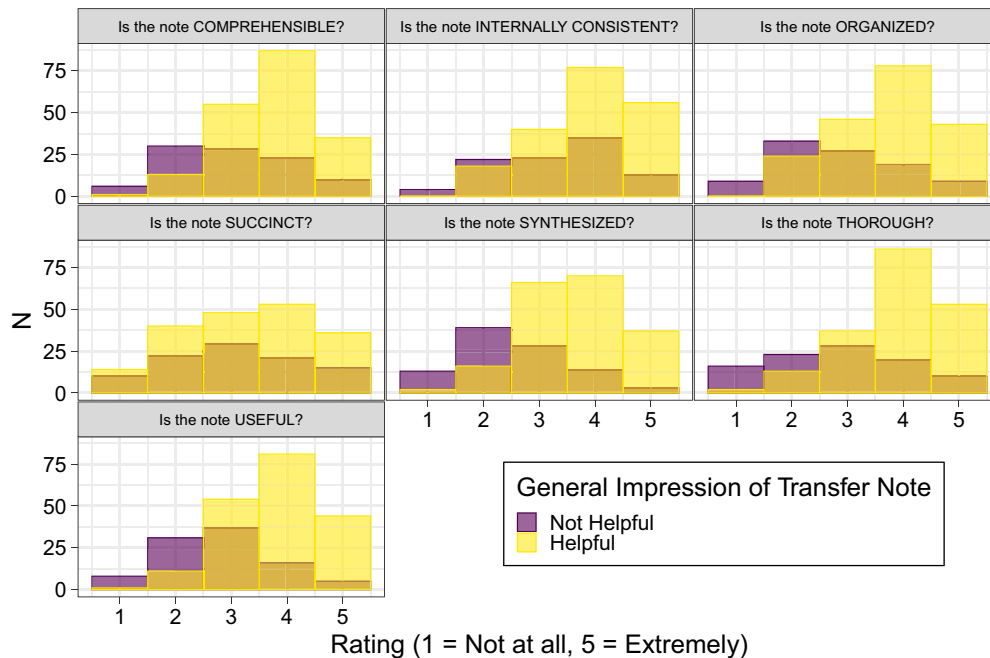 Is the note COMPREHENSIBLE? Is the note INTERNALLY CONSISTENT? Is the note ORGANIZED?
75
50
25
0
Is the note SUCCINCT? Is the note SYNTHESIZED? Is the note THOROUGH?
75
50
25
0
N
1 2 3 4 5 1 2 3 4 5
Is the note USEFUL?
75
50
25
0
1 2 3 4 5
General Impression of Transfer Note
Not Helpful
Helpful
Rating (1 = Not at all, 5 = Extremely)